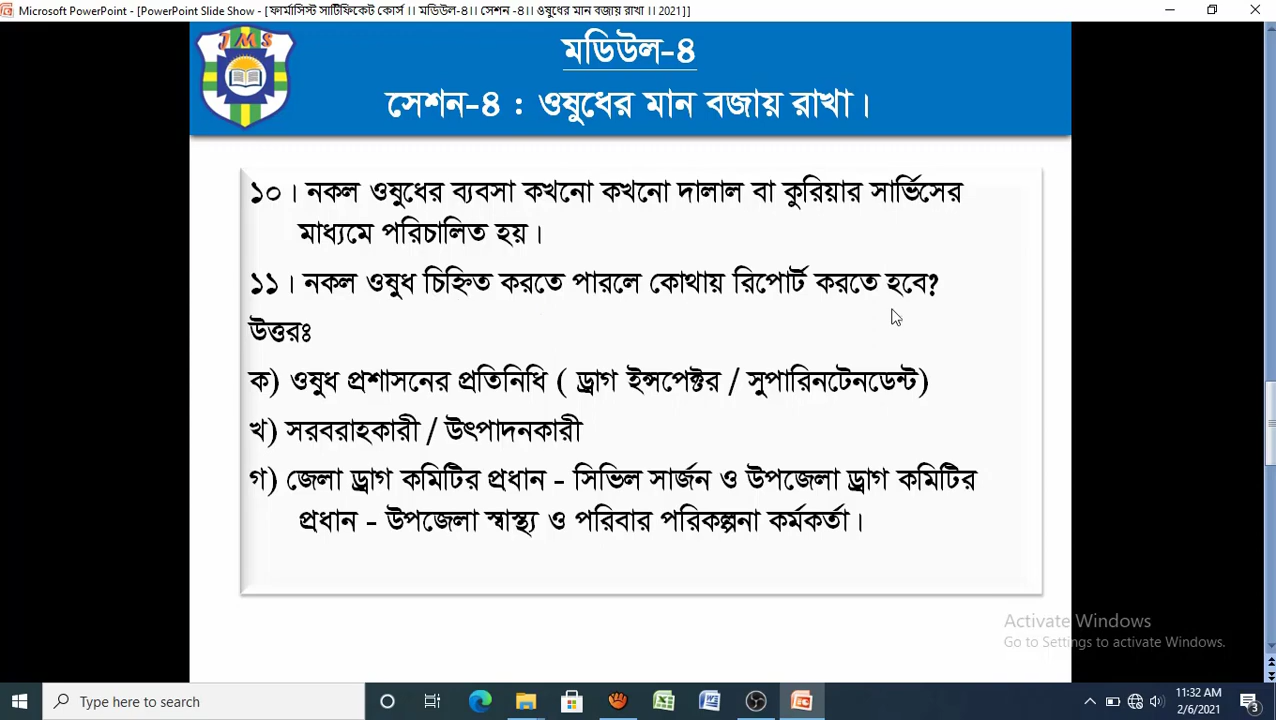 Microsoft PowerPoint - [PowerPoint Slide Show - [ফার্মাসিস্ট সার্টিফিকেট কোর্স ।। মডিউল-৪।। সেশন -৪।। ওষুধের মান বজায় রাখা ।। 2021]]
JMS
মডিউল-৪
সেশন-৪ : ওষুধের মান বজায় রাখা।
১০। নকল ওষুধের ব্যবসা কখনো কখনো দালাল বা কুরিয়ার সার্ভিসের
মাধ্যমে পরিচালিত হয়।
১১। নকল ওষুধ চিহ্নিত করতে পারলে কোথায় রিপোর্ট করতে হবে?
উত্তরঃ
ক) ওষুধ প্রশাসনের প্রতিনিধি ( ড্রাগ ইন্সপেক্টর / সুপারিনটেনডেন্ট)
খ) সরবরাহকারী / উৎপাদনকারী
গ) জেলা ড্রাগ কমিটির প্রধান - সিভিল সার্জন ও উপজেলা ড্রাগ কমিটির
প্রধান - উপজেলা স্বাস্থ্য ও পরিবার পরিকল্পনা কর্মকর্তা।
Activate Windows
Go to Settings to activate Windows.
Type here to search
11:32 AM
2/6/2021
3